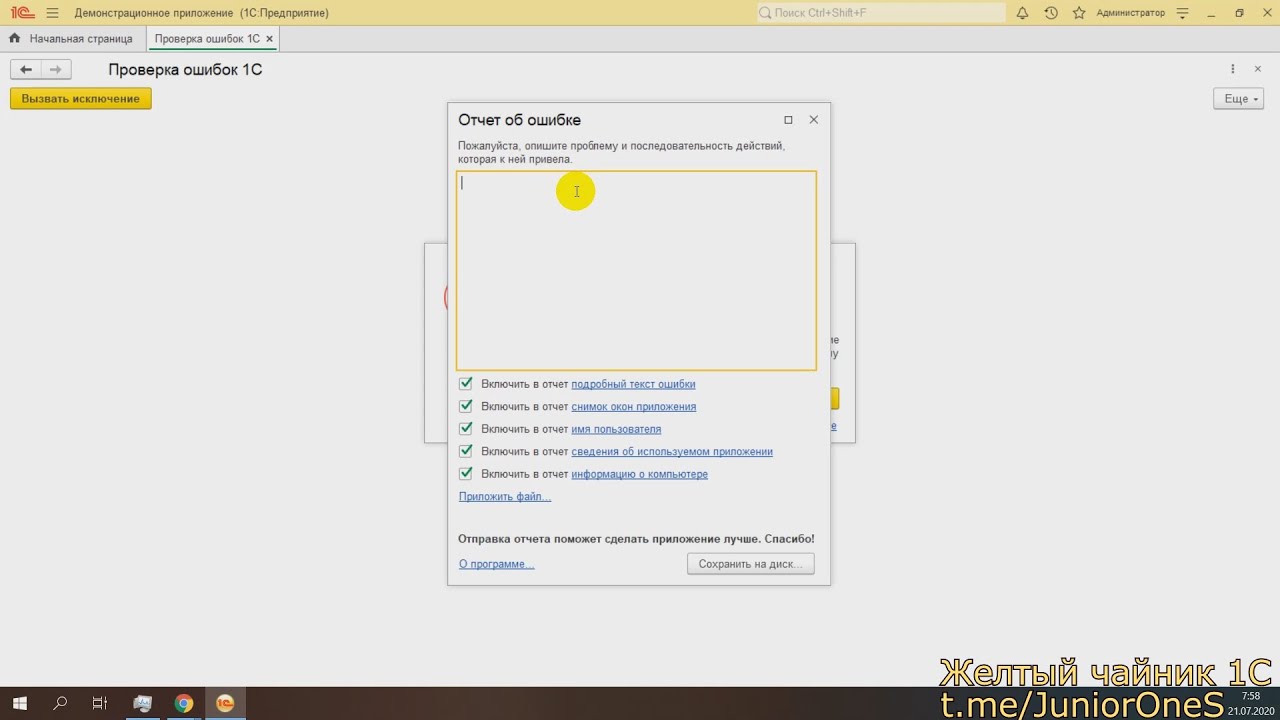 1С Демонстрационное приложение (1С:Предприятие) Поиск Ctrl+Shift+F Администратор
Начальная страница Проверка ошибок 1С
Проверка ошибок 1С
Вызвать исключение Еще
Отчет об ошибке
Пожалуйста, опишите проблему и последовательность действий,
которая к ней привела.
Включить в отчет подробный текст ошибки
Включить в отчет снимок окон приложения
Включить в отчет имя пользователя
Включить в отчет сведения об используемом приложении
Включить в отчет информацию о компьютере
Приложить файл...
Отправка отчета поможет сделать приложение лучше. Спасибо!
О программе... Сохранить на диск...
Желтый чайник 1С
t.me/JuniorOneS
7:58
21.07.2020